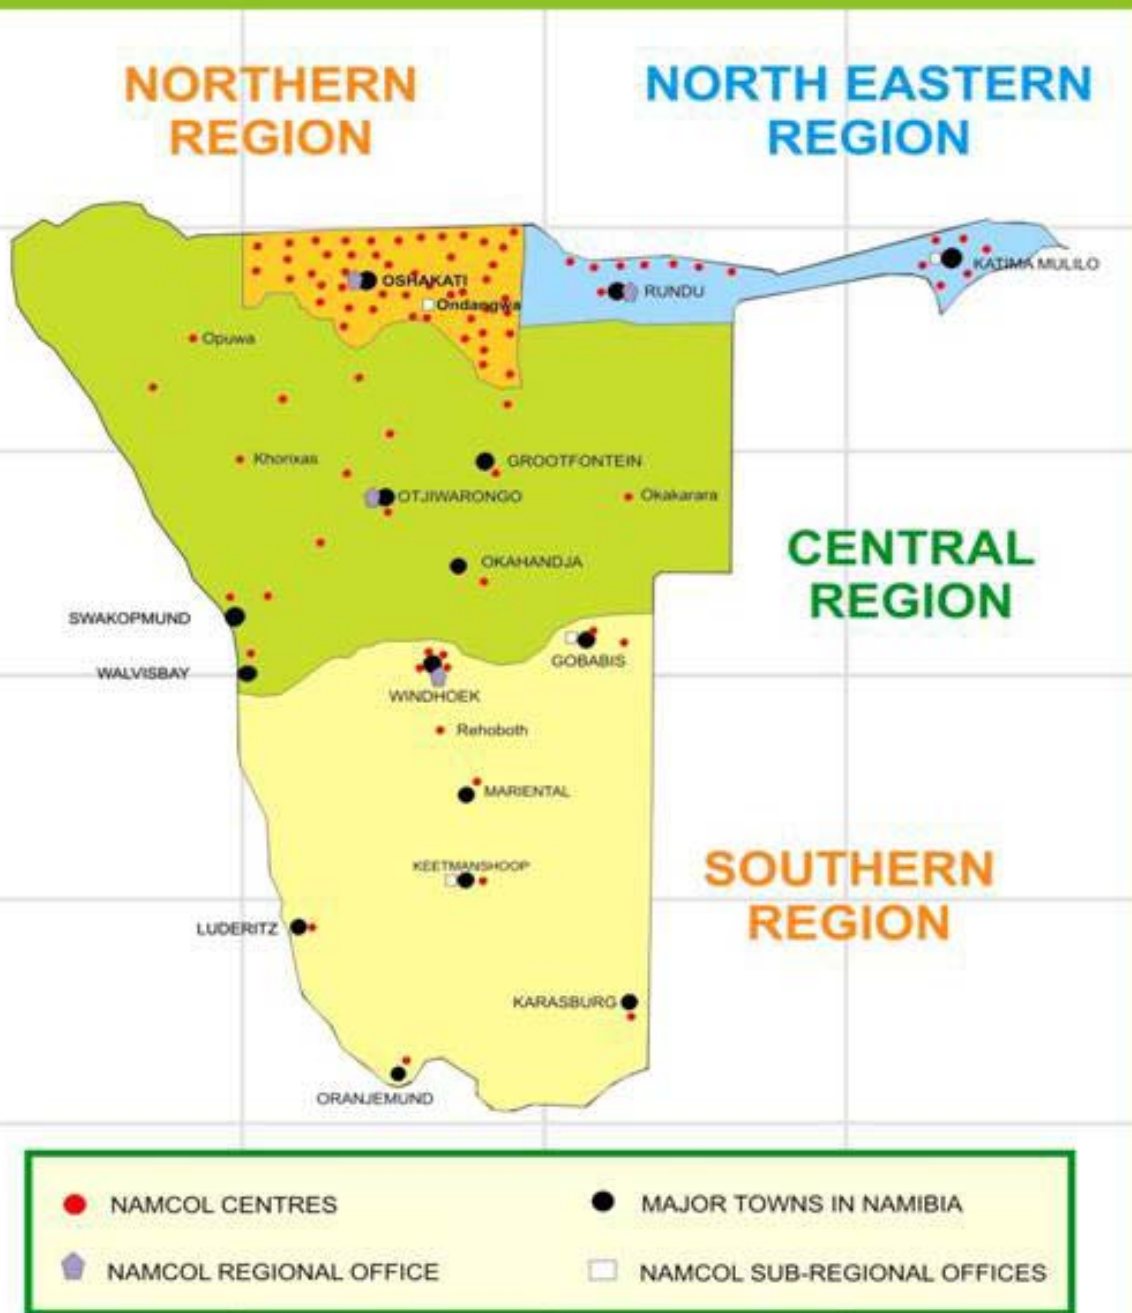 NORTHERN
REGION
NORTH EASTERN
REGION
OSHAKATI
Ondangwa
RUNDU
KATIMA MULILO
Opuwa
Khorixas
GROOTFONTEIN
OTJIWARONGO
Okakarara
CENTRAL
REGION
OKAHANDJA
SWAKOPMUND
WALVISBAY
GOBABIS
WINDHOEK
Rehoboth
MARIENTAL
SOUTHERN
REGION
KEETMANSHOOP
LUDERITZ
KARASBURG
ORANJEMUND
NAMCOL CENTRES
MAJOR TOWNS IN NAMIBIA
NAMCOL REGIONAL OFFICE
NAMCOL SUB-REGIONAL OFFICES